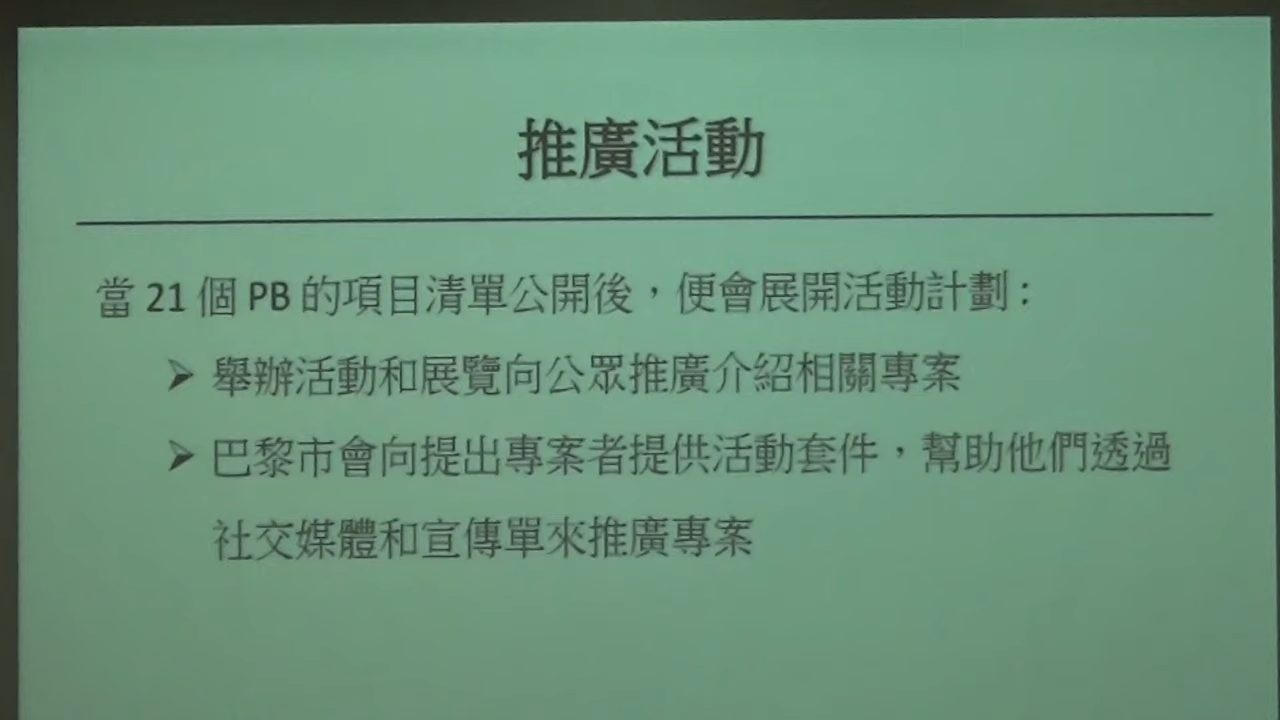 推廣活動
當 21 個 PB 的項目清單公開後，便會展開活動計劃 :
➢ 舉辦活動和展覽向公眾推廣介紹相關專案
➢ 巴黎市會向提出專案者提供活動套件，幫助他們透過
社交媒體和宣傳單來推廣專案